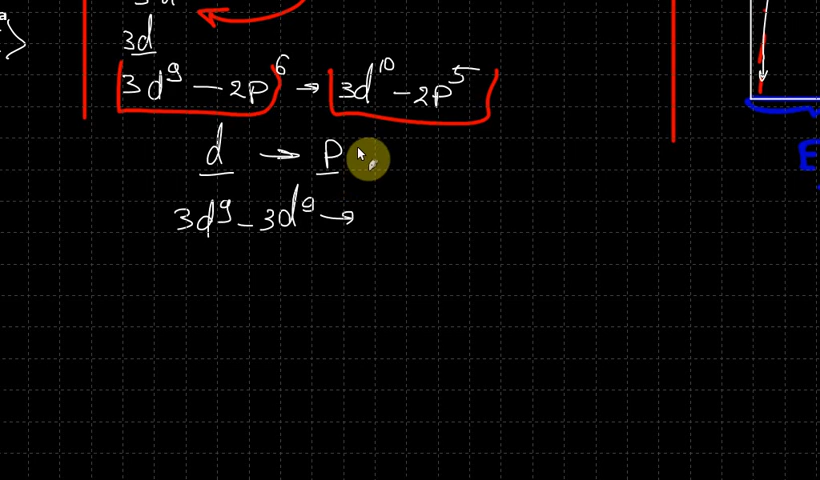 a
3d
3d⁹ — 2p⁶ → 3d¹⁰ – 2p⁵
d → p
3d⁹ – 3d⁹ →
E